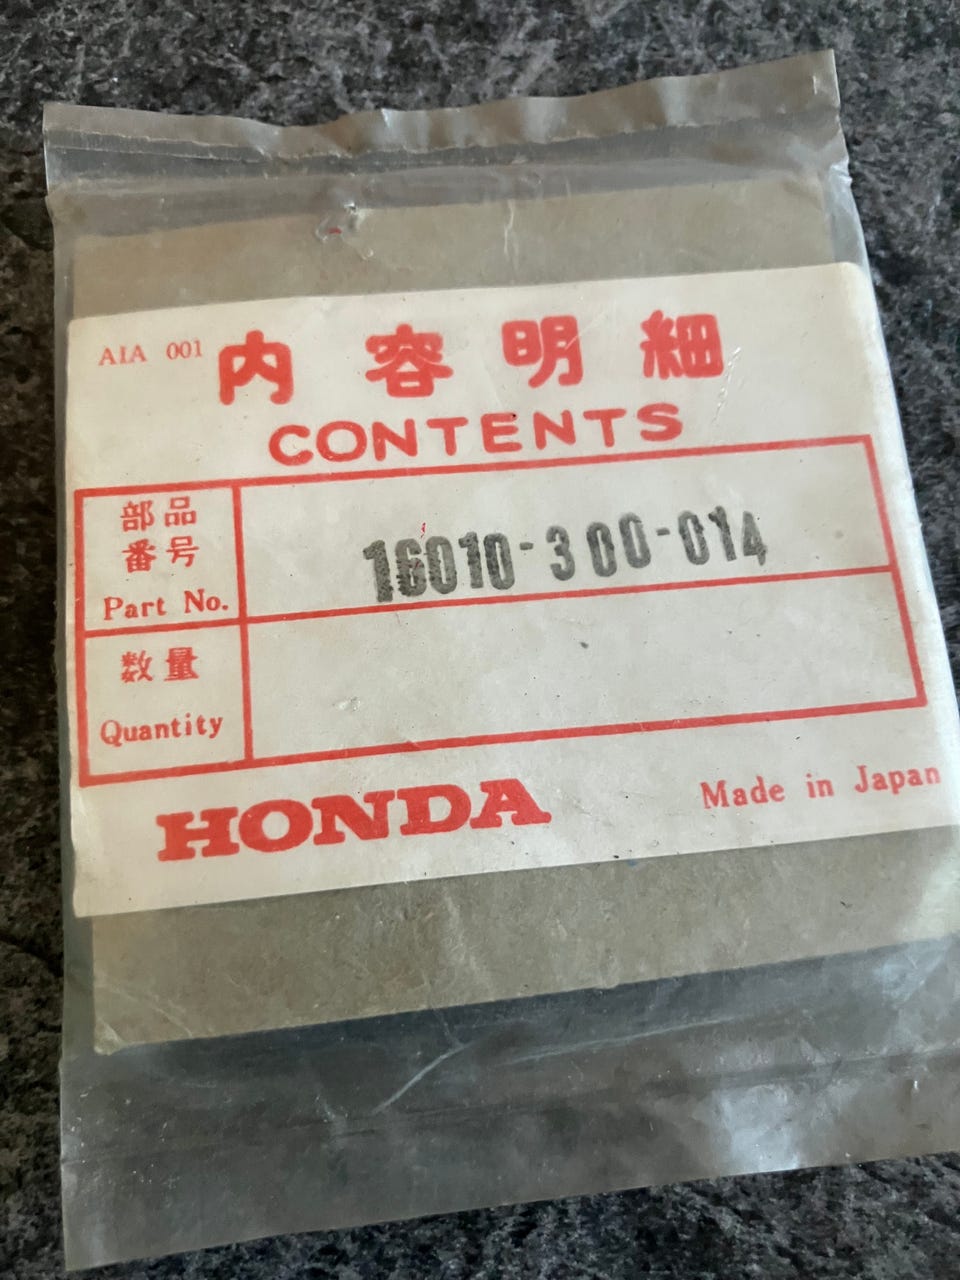 AIA 001
内容明細
CONTENTS
部品
番号
Part No.
16010-300-014
数量
Quantity
HONDA
Made in Japan